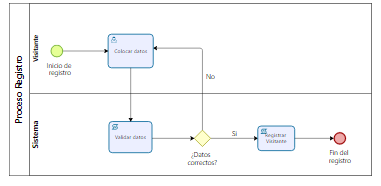 Proceso Registro
Visitante
Inicio de
registro
Colocar datos
No
Sistema
Validar datos
¿Datos
correctos?
Si
Registrar
Visitante
Fin del
registro